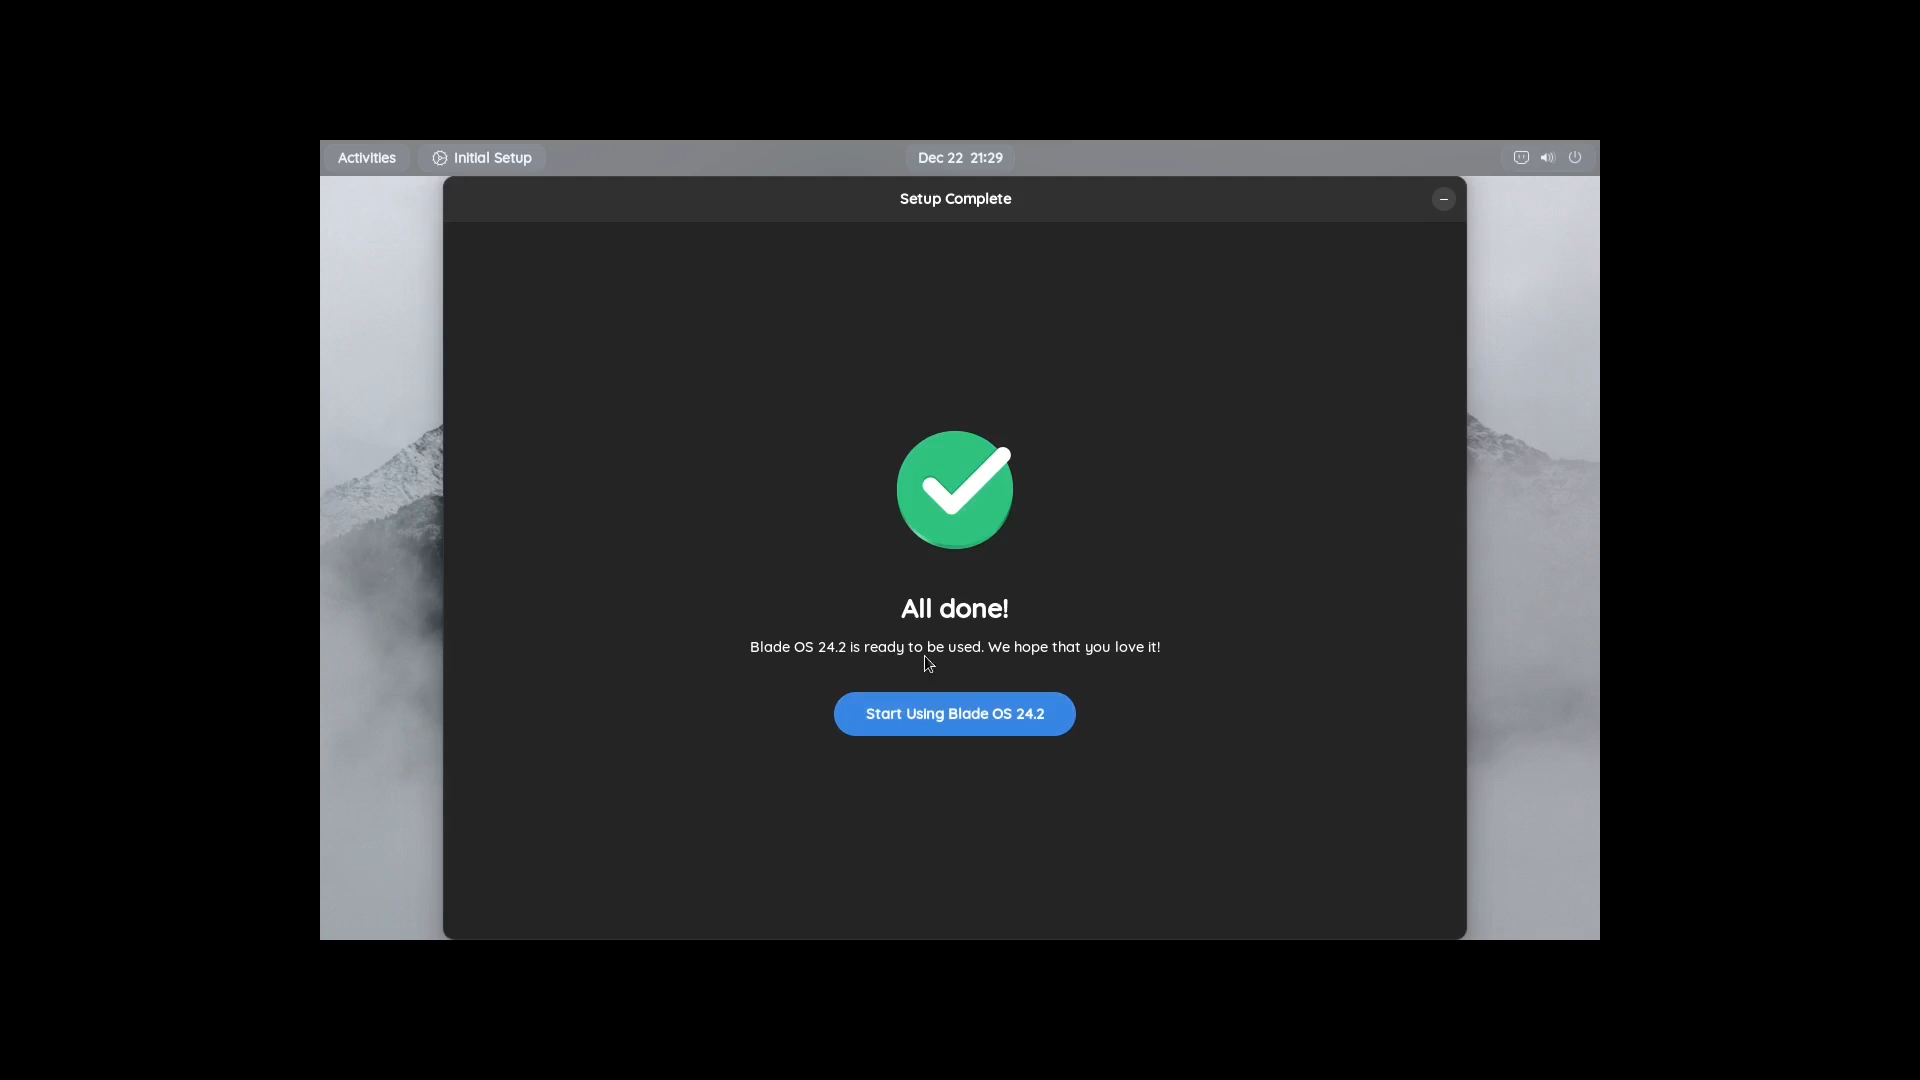 Activities
Initial Setup
Dec 22 21:29
Setup Complete
All done!
Blade OS 24.2 is ready to be used. We hope that you love it!
Start Using Blade OS 24.2